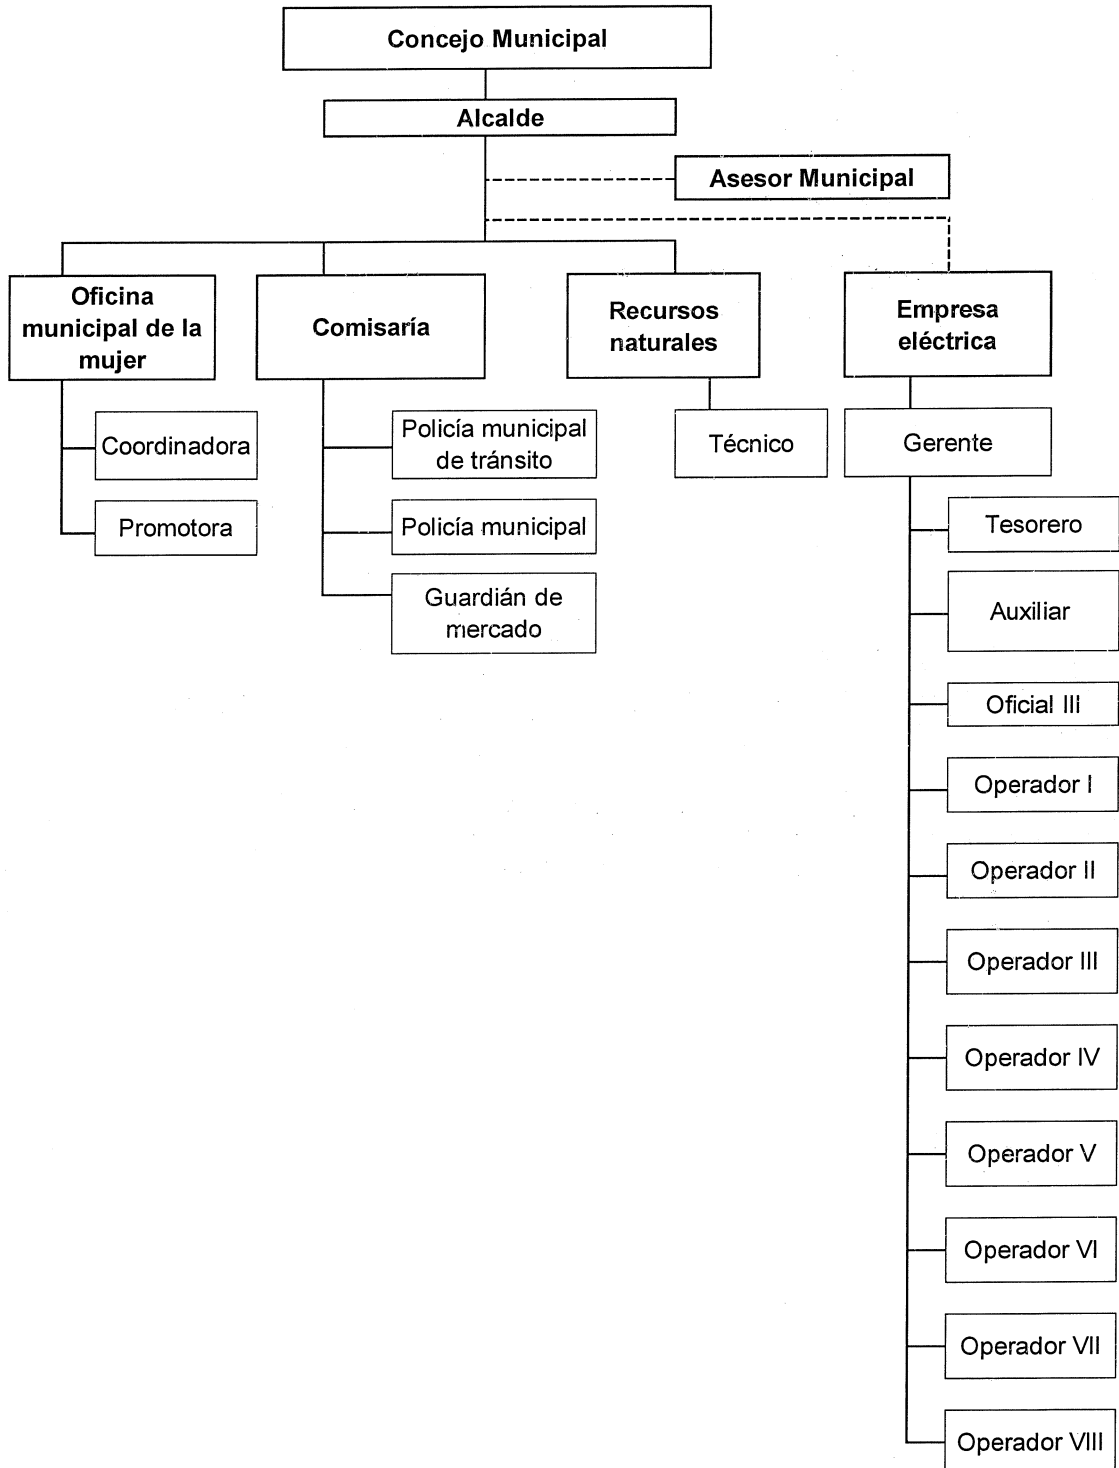 Concejo Municipal
Alcalde
Asesor Municipal
Oficina
municipal de la
mujer
Comisaría
Recursos
naturales
Empresa
eléctrica
Coordinadora
Promotora
Policía municipal
de tránsito
Policía municipal
Guardián de
mercado
Técnico
Gerente
Tesorero
Auxiliar
Oficial III
Operador I
Operador II
Operador III
Operador IV
Operador V
Operador VI
Operador VII
Operador VIII